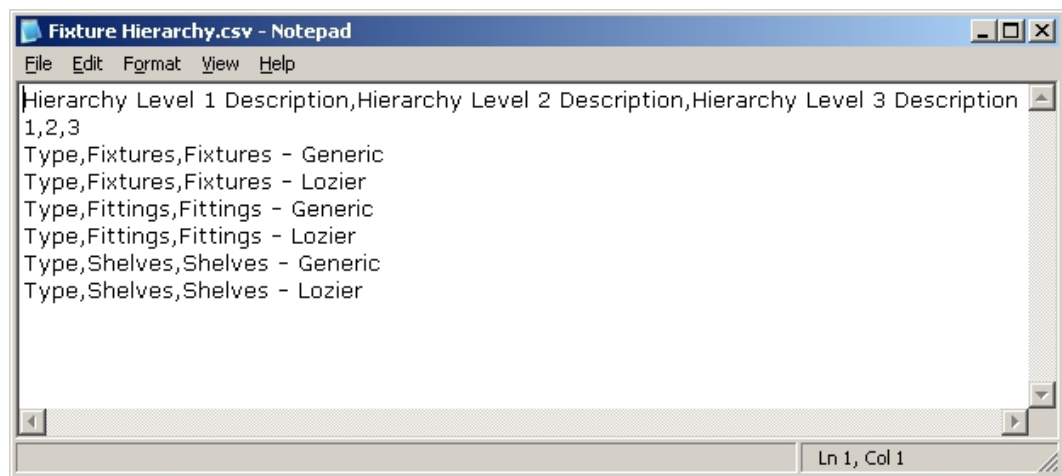 Fixture Hierarchy.csv - Notepad
File Edit Format View Help
Hierarchy Level 1 Description,Hierarchy Level 2 Description,Hierarchy Level 3 Description
1,2,3
Type,Fixtures,Fixtures - Generic
Type,Fixtures,Fixtures - Lozier
Type,Fittings,Fittings - Generic
Type,Fittings,Fittings - Lozier
Type,Shelves,Shelves - Generic
Type,Shelves,Shelves - Lozier
Ln 1, Col 1